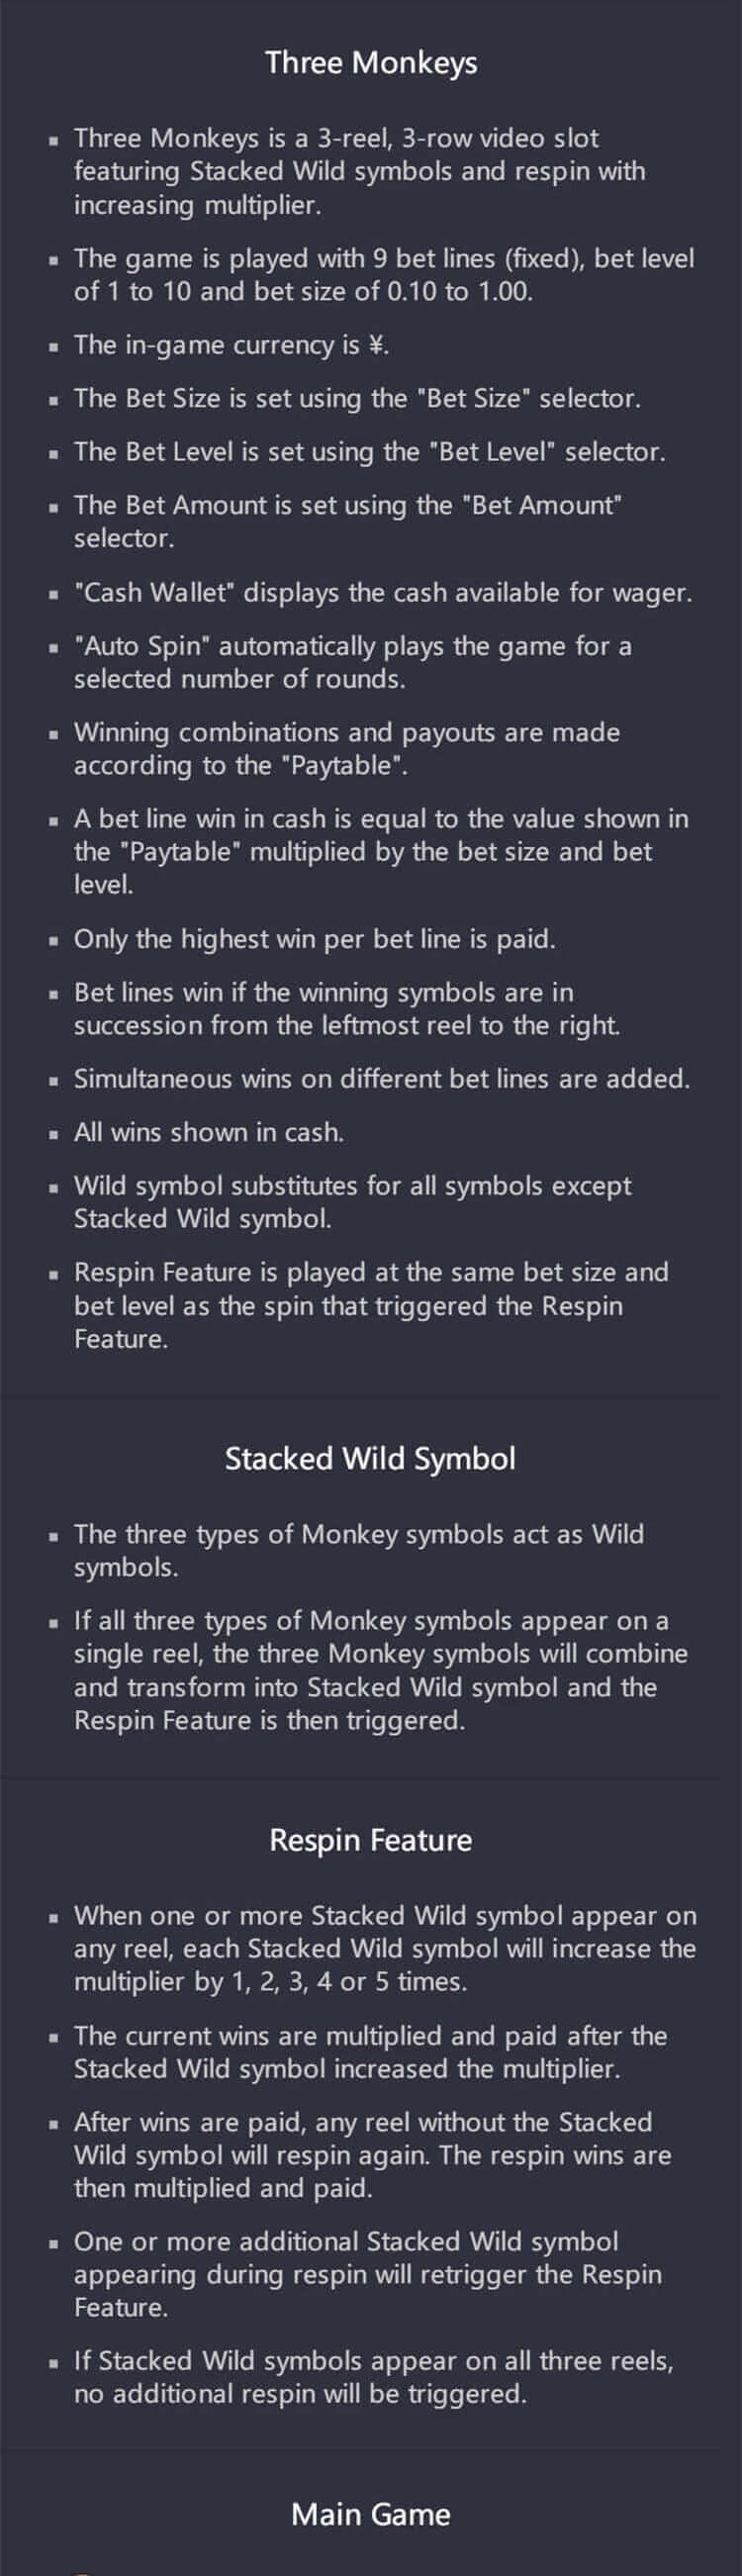 Three Monkeys
▪ Three Monkeys is a 3-reel, 3-row video slot
featuring Stacked Wild symbols and respin with
increasing multiplier.
▪ The game is played with 9 bet lines (fixed), bet level
of 1 to 10 and bet size of 0.10 to 1.00.
▪ The in-game currency is ¥.
▪ The Bet Size is set using the "Bet Size" selector.
▪ The Bet Level is set using the "Bet Level" selector.
▪ The Bet Amount is set using the "Bet Amount"
selector.
▪ "Cash Wallet" displays the cash available for wager.
▪ "Auto Spin" automatically plays the game for a
selected number of rounds.
▪ Winning combinations and payouts are made
according to the "Paytable".
▪ A bet line win in cash is equal to the value shown in
the "Paytable" multiplied by the bet size and bet
level.
▪ Only the highest win per bet line is paid.
▪ Bet lines win if the winning symbols are in
succession from the leftmost reel to the right.
▪ Simultaneous wins on different bet lines are added.
▪ All wins shown in cash.
▪ Wild symbol substitutes for all symbols except
Stacked Wild symbol.
▪ Respin Feature is played at the same bet size and
bet level as the spin that triggered the Respin
Feature.
Stacked Wild Symbol
▪ The three types of Monkey symbols act as Wild
symbols.
▪ If all three types of Monkey symbols appear on a
single reel, the three Monkey symbols will combine
and transform into Stacked Wild symbol and the
Respin Feature is then triggered.
Respin Feature
▪ When one or more Stacked Wild symbol appear on
any reel, each Stacked Wild symbol will increase the
multiplier by 1, 2, 3, 4 or 5 times.
▪ The current wins are multiplied and paid after the
Stacked Wild symbol increased the multiplier.
▪ After wins are paid, any reel without the Stacked
Wild symbol will respin again. The respin wins are
then multiplied and paid.
▪ One or more additional Stacked Wild symbol
appearing during respin will retrigger the Respin
Feature.
▪ If Stacked Wild symbols appear on all three reels,
no additional respin will be triggered.
Main Game